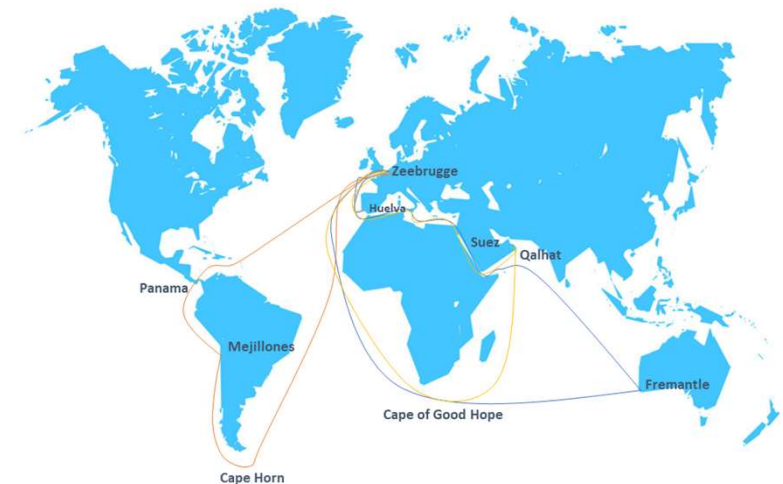 Zeebrugge
Huelva
Suez
Qalhat
Panama
Mejillones
Fremantle
Cape of Good Hope
Cape Horn